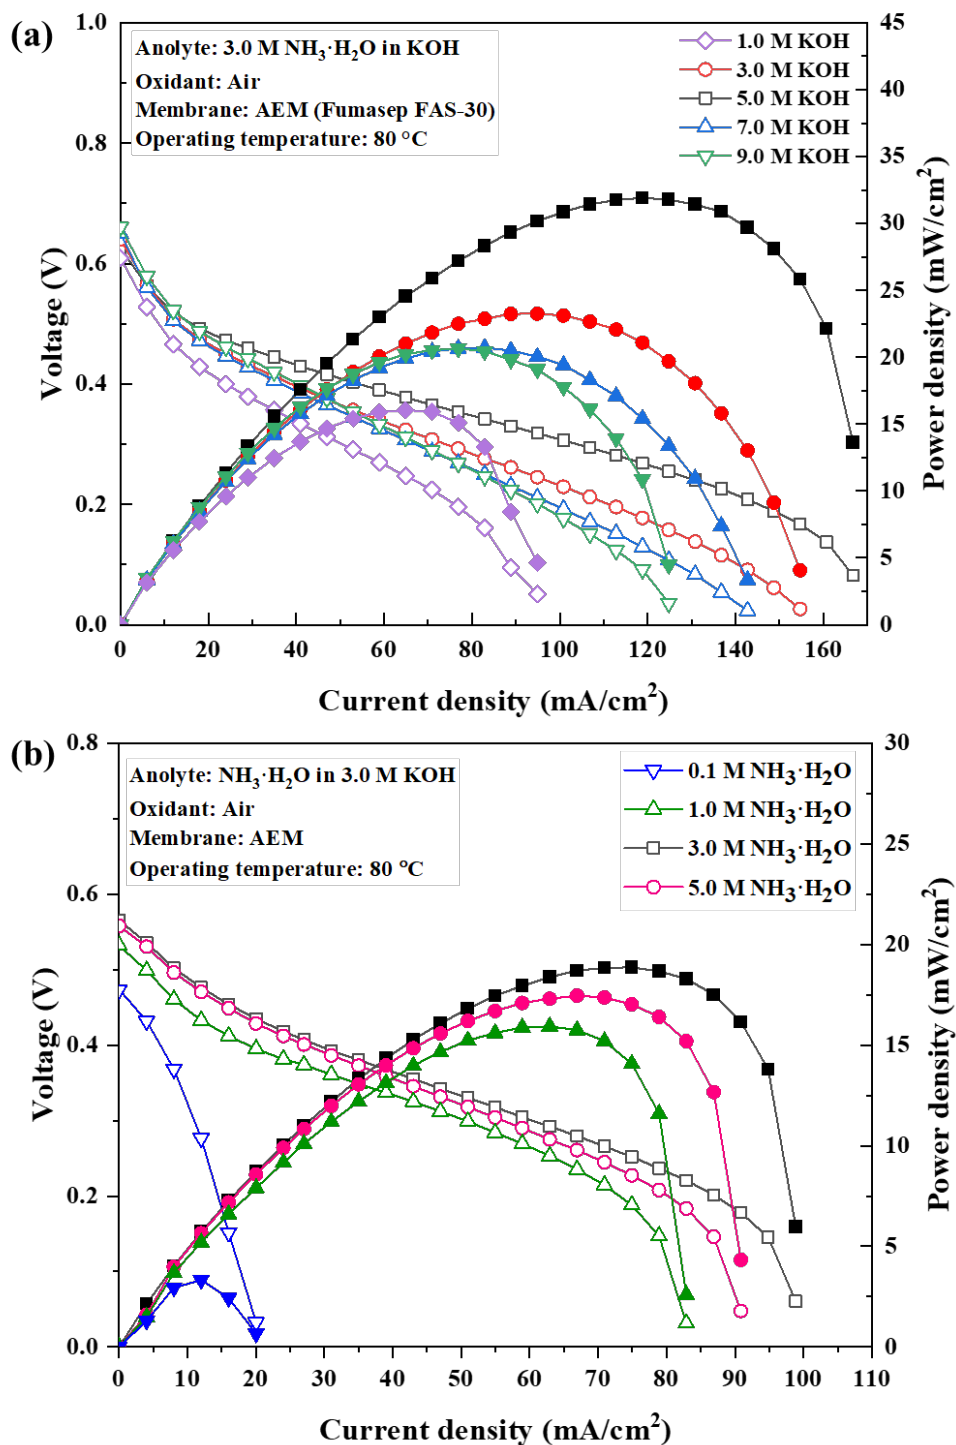 (a)
Anolyte: 3.0 M NH3·H2O in KOH
Oxidant: Air
Membrane: AEM (Fumasep FAS-30)
Operating temperature: 80 °C
1.0 M KOH
3.0 M KOH
5.0 M KOH
7.0 M KOH
9.0 M KOH
1.0
0.8
0.6
0.4
0.2
0.0
Voltage (V)
45
40
35
30
25
20
15
10
5
0
Power density (mW/cm2)
0 20 40 60 80 100 120 140 160
Current density (mA/cm2)
(b)
Anolyte: NH3·H2O in 3.0 M KOH
Oxidant: Air
Membrane: AEM
Operating temperature: 80 °C
0.1 M NH3·H2O
1.0 M NH3·H2O
3.0 M NH3·H2O
5.0 M NH3·H2O
0.8
0.6
0.4
0.2
0.0
Voltage (V)
30
25
20
15
10
5
0
Power density (mW/cm2)
0 10 20 30 40 50 60 70 80 90 100 110
Current density (mA/cm2)